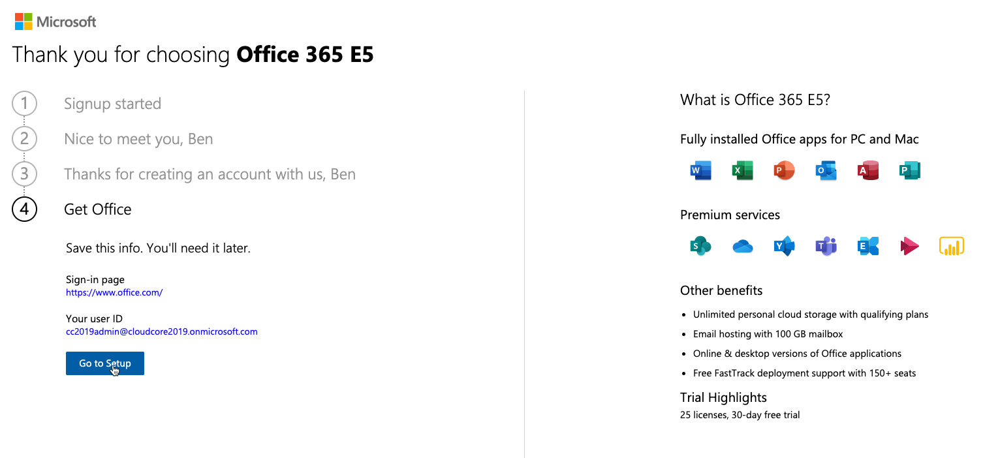 Microsoft
Thank you for choosing Office 365 E5
1 Signup started
2 Nice to meet you, Ben
3 Thanks for creating an account with us, Ben
4 Get Office
Save this info. You'll need it later.
Sign-in page
https://www.office.com/
Your user ID
cc2019admin@cloudcore2019.onmicrosoft.com
Go to Setup
What is Office 365 E5?
Fully installed Office apps for PC and Mac
W X P O A P
Premium services
S Y T E
Other benefits
• Unlimited personal cloud storage with qualifying plans
• Email hosting with 100 GB mailbox
• Online & desktop versions of Office applications
• Free FastTrack deployment support with 150+ seats
Trial Highlights
25 licenses, 30-day free trial